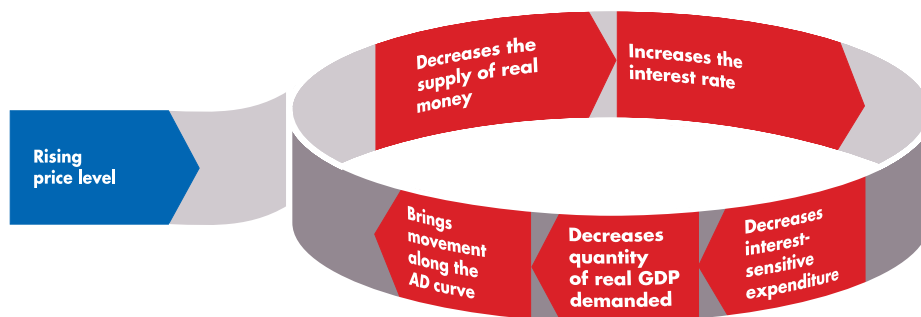 Rising
price level
Decreases the
supply of real
money
Increases the
interest rate
Decreases
interest-
sensitive
expenditure
Decreases
quantity
of real GDP
demanded
Brings
movement
along the
AD curve